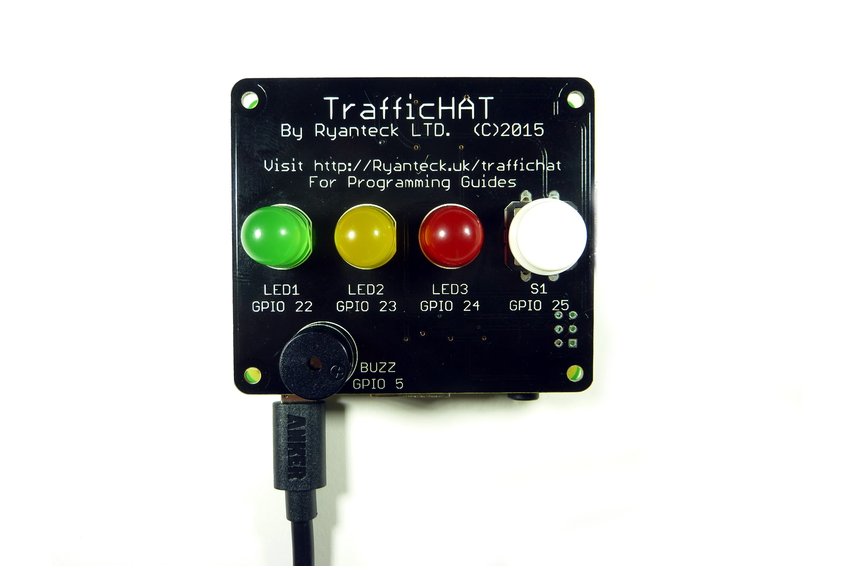 TrafficHAT
By Ryanteck LTD. (C)2015
Visit http://Ryanteck.uk/traffichat
For Programming Guides
LED1 LED2 LED3 S1
GPIO 22 GPIO 23 GPIO 24 GPIO 25
BUZZ
GPIO 5
ANKER